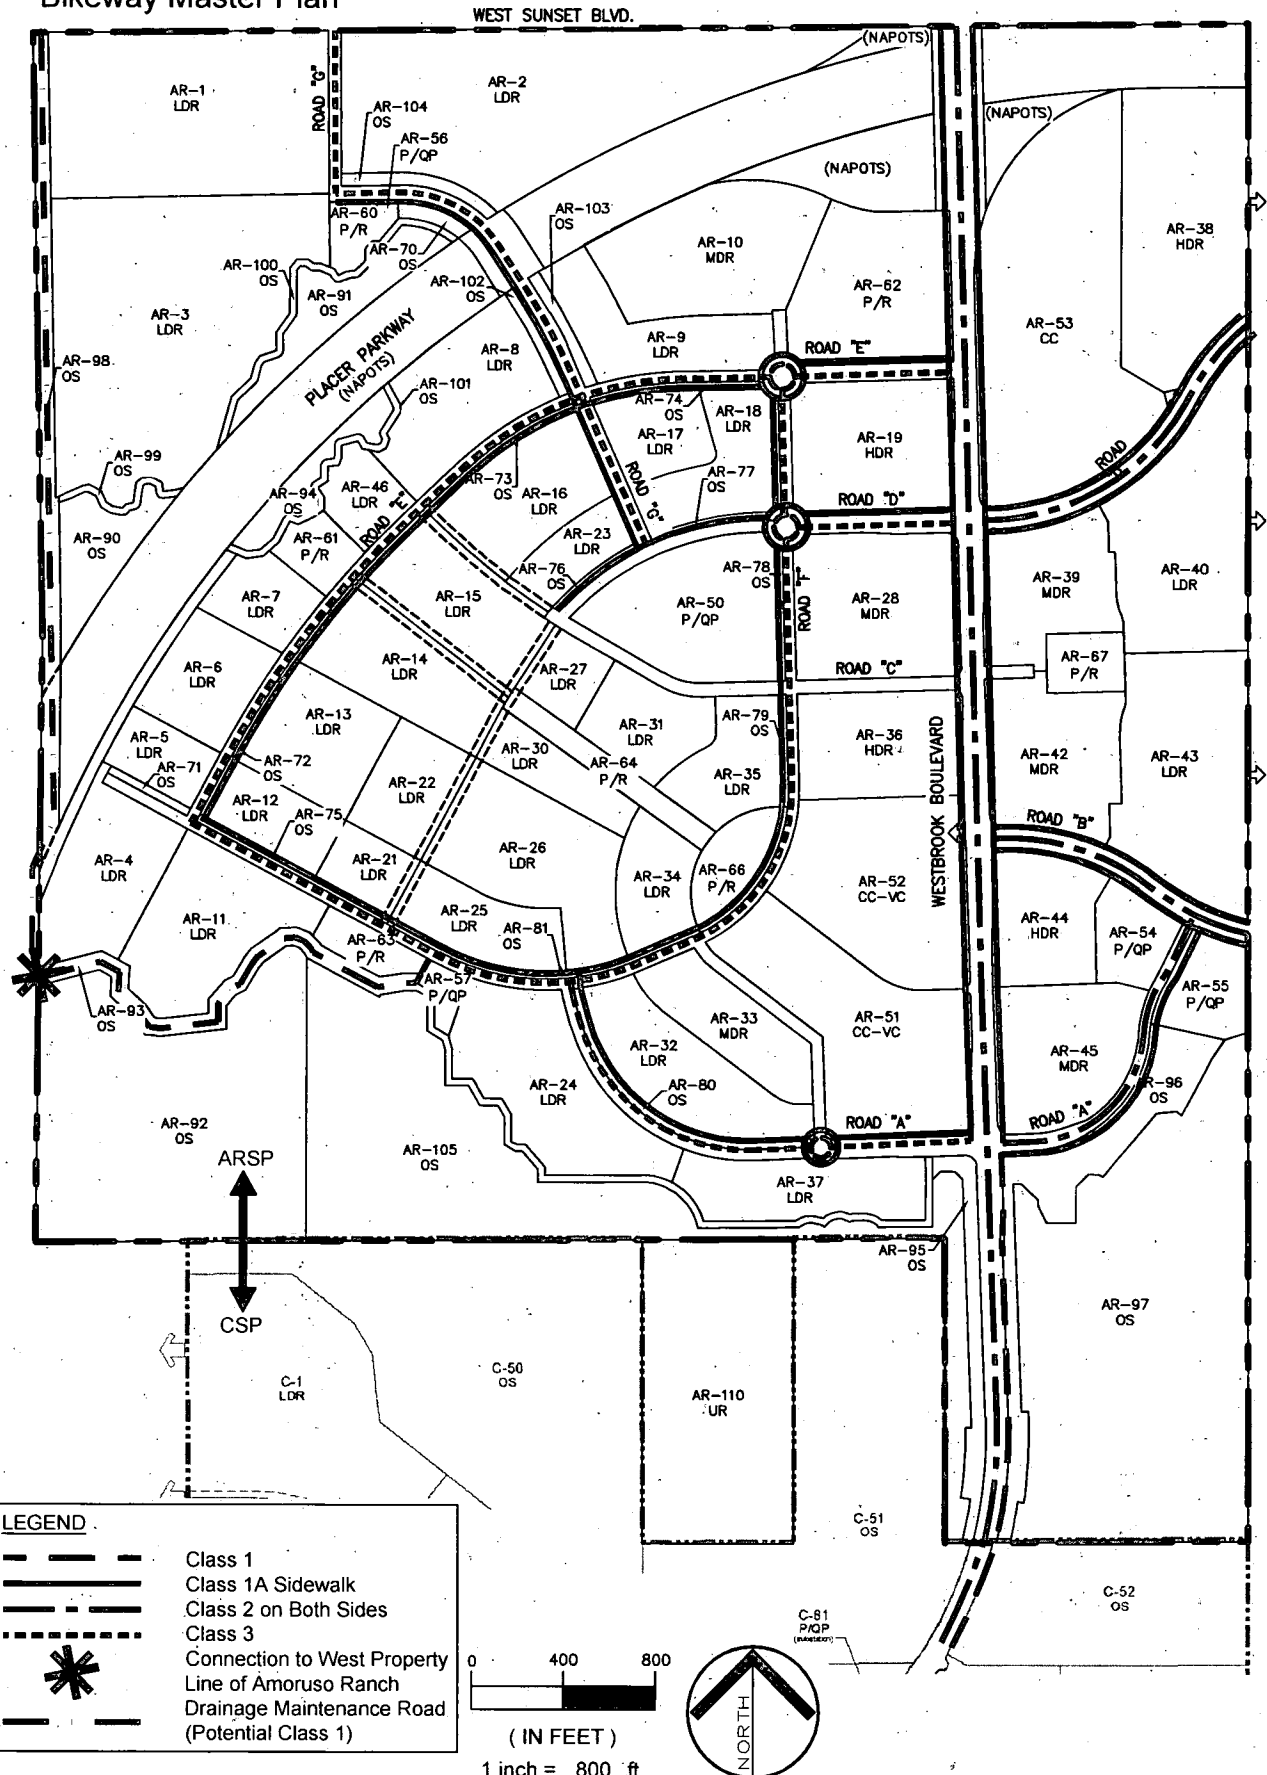 Bikeway Master Plan
WEST SUNSET BLVD.
(NAPOTS)
AR-1
LDR
ROAD "G"
AR-2
LDR
AR-104
OS
AR-56
P/QP
(NAPOTS)
(NAPOTS)
AR-60
P/R
AR-70
OS
AR-103
OS
AR-38
HDR
AR-10
MDR
AR-100
OS
AR-91
OS
AR-102
OS
AR-62
P/R
AR-3
LDR
AR-53
CC
AR-98
OS
PLACER PARKWAY
(NAPOTS)
AR-8
LDR
AR-9
LDR
ROAD "E"
AR-101
OS
AR-74
OS
AR-18
LDR
AR-17
LDR
AR-19
HDR
AR-99
OS
AR-73
OS
AR-77
OS
ROAD
AR-94
OS
AR-46
LDR
ROAD "E"
AR-16
LDR
ROAD "G"
ROAD "D"
AR-90
OS
AR-61
P/R
AR-23
LDR
AR-76
OS
AR-78
OS
ROAD "F"
AR-39
MDR
AR-40
LDR
AR-7
LDR
AR-15
LDR
AR-50
P/QP
AR-28
MDR
AR-6
LDR
AR-14
LDR
AR-27
LDR
ROAD "C"
AR-67
P/R
AR-5
LDR
AR-71
OS
AR-13
LDR
AR-72
OS
AR-31
LDR
AR-79
OS
AR-36
HDR
WESTBROOK BOULEVARD
AR-30
LDR
AR-64
P/R
AR-42
MDR
AR-43
LDR
AR-12
LDR
AR-75
OS
AR-22
LDR
AR-35
LDR
ROAD "B"
AR-4
LDR
AR-21
LDR
AR-26
LDR
AR-34
LDR
AR-66
P/R
AR-52
CC-VC
AR-11
LDR
AR-63
P/R
AR-25
LDR
AR-81
OS
AR-44
HDR
AR-54
P/QP
AR-57
P/QP
AR-55
P/QP
AR-93
OS
AR-33
MDR
AR-51
CC-VC
AR-32
LDR
AR-45
MDR
AR-24
LDR
AR-80
OS
AR-96
OS
AR-92
OS
ROAD "A"
ROAD "A"
ARSP
AR-105
OS
AR-37
LDR
AR-95
OS
CSP
AR-97
OS
C-1
LDR
C-50
OS
AR-110
UR
C-51
OS
C-52
OS
C-81
P/QP
LEGEND
Class 1
Class 1A Sidewalk
Class 2 on Both Sides
Class 3
Connection to West Property
Line of Amoruso Ranch
Drainage Maintenance Road
(Potential Class 1)
0 400 800
( IN FEET )
1 inch = 800 ft
NORTH